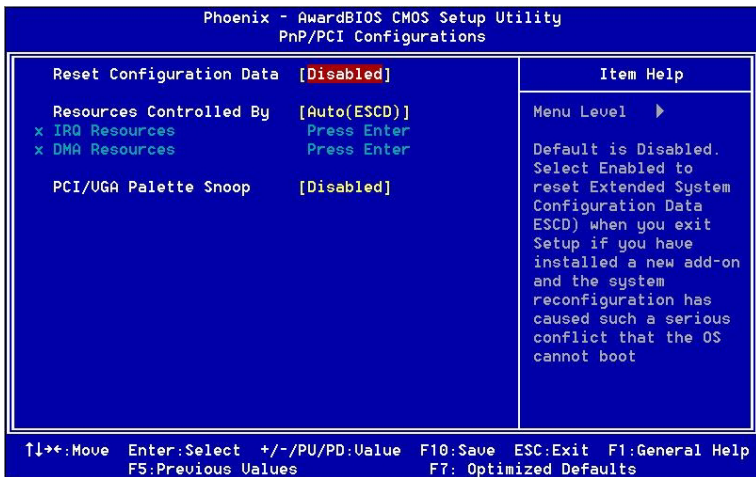 Phoenix - AwardBIOS CMOS Setup Utility
PnP/PCI Configurations
Reset Configuration Data [Disabled]
Resources Controlled By [Auto(ESCD)]
x IRQ Resources Press Enter
x DMA Resources Press Enter
PCI/VGA Palette Snoop [Disabled]
Item Help
Menu Level ▶
Default is Disabled.
Select Enabled to
reset Extended System
Configuration Data
ESCD) when you exit
Setup if you have
installed a new add-on
and the system
reconfiguration has
caused such a serious
conflict that the OS
cannot boot
↑↓→←:Move Enter:Select +/-/PU/PD:Value F10:Save ESC:Exit F1:General Help
F5:Previous Values F7: Optimized Defaults